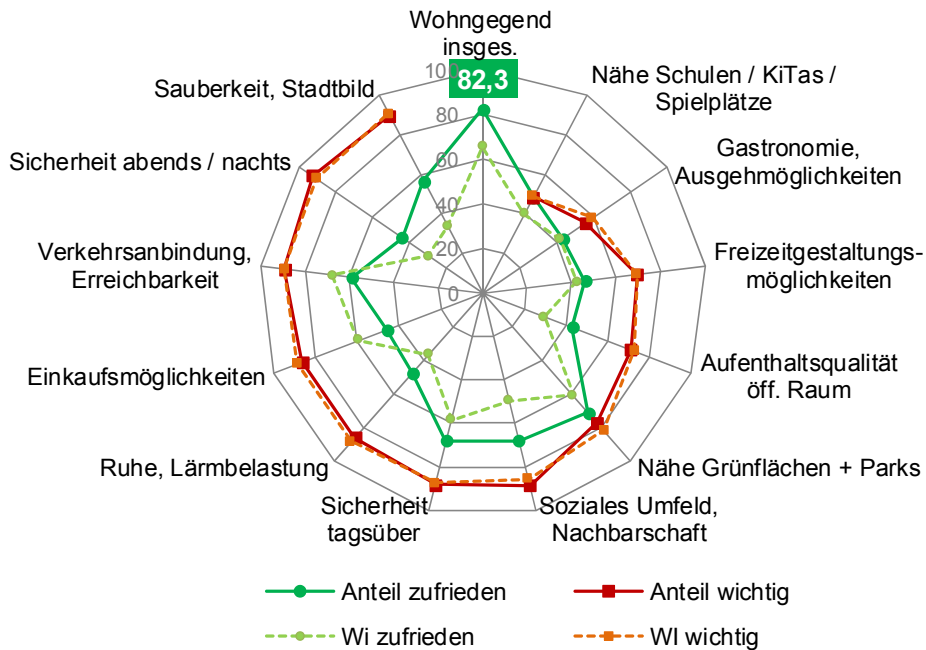 Wohngegend
insges.
100
82,3
80
60
40
20
0
Nähe Schulen / KiTas /
Spielplätze
Gastronomie,
Ausgehmöglichkeiten
Freizeitgestaltungs-
möglichkeiten
Aufenthaltsqualität
öff. Raum
Nähe Grünflächen + Parks
Soziales Umfeld,
Nachbarschaft
Sicherheit
tagsüber
Ruhe, Lärmbelastung
Einkaufsmöglichkeiten
Verkehrsanbindung,
Erreichbarkeit
Sicherheit abends / nachts
Sauberkeit, Stadtbild
Anteil zufrieden
Anteil wichtig
Wi zufrieden
WI wichtig